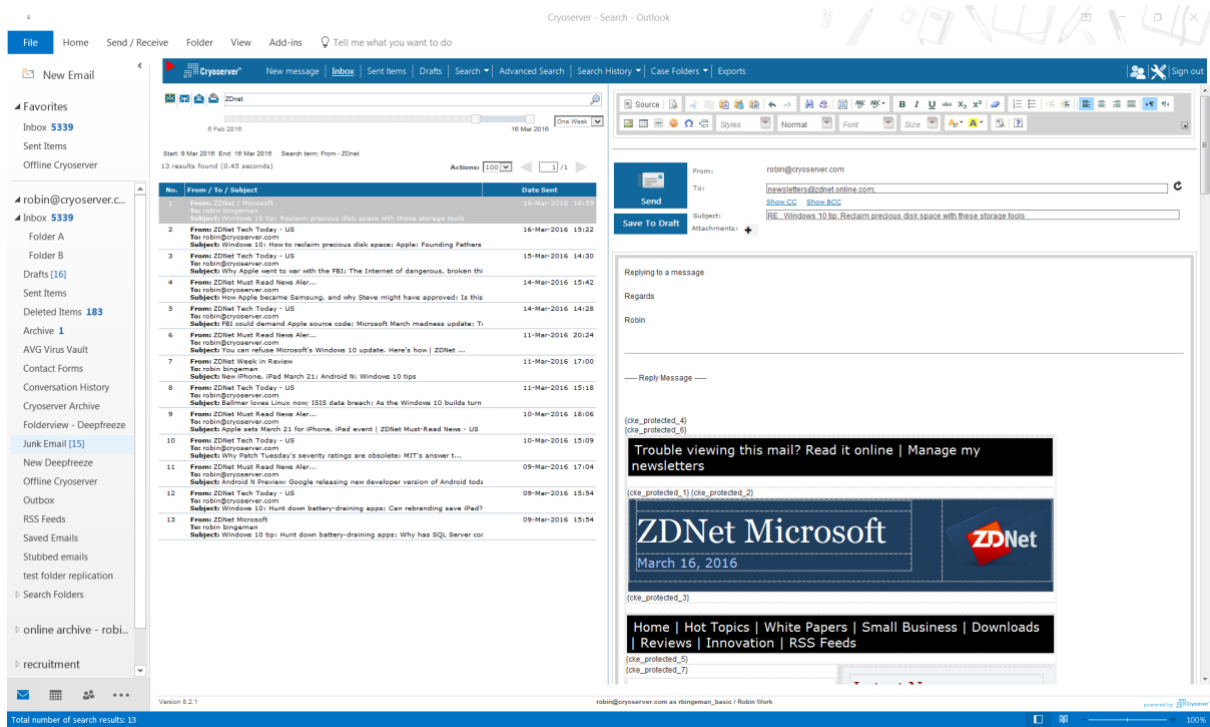 Cryoserver - Search - Outlook
File Home Send / Receive Folder View Add-ins Tell me what you want to do
New Email
Favorites
Inbox 5339
Sent Items
Offline Cryoserver
robin@cryoserver.c...
Inbox 5339
Folder A
Folder B
Drafts [16]
Sent Items
Deleted Items 183
Archive 1
AVG Virus Vault
Contact Forms
Conversation History
Cryoserver Archive
Folderview - Deepfreeze
Junk Email [15]
New Deepfreeze
Offline Cryoserver
Outbox
RSS Feeds
Saved Emails
Stubbed emails
test folder replication
Search Folders
online archive - robi...
recruitment
Cryoserver™ New message | Inbox | Sent Items | Drafts | Search | Advanced Search | Search History | Case Folders | Exports
Sign out
ZDnet
6 Feb 2016 16 Mar 2016 One Week
Start: 9 Mar 2016 End: 16 Mar 2016 Search term: From - ZDnet
13 results found (0.45 seconds) Actions: 100 1 /1
No. From / To / Subject Date Sent
1 From: ZDNet | Microsoft 16-Mar-2016 16:59
To: robin bingeman
Subject: Windows 10 tip: Reclaim precious disk space with these storage tools
2 From: ZDNet Tech Today - US 16-Mar-2016 15:22
To: robin@cryoserver.com
Subject: Windows 10: How to reclaim precious disk space; Apple: Founding Fathers
3 From: ZDNet Tech Today - US 15-Mar-2016 14:30
To: robin@cryoserver.com
Subject: Why Apple went to war with the FBI; The Internet of dangerous, broken thi
4 From: ZDNet Must Read News Aler... 14-Mar-2016 15:42
To: robin@cryoserver.com
Subject: How Apple became Samsung, and why Steve might have approved; Is this
5 From: ZDNet Tech Today - US 14-Mar-2016 14:28
To: robin@cryoserver.com
Subject: FBI could demand Apple source code; Microsoft March madness update; T
6 From: ZDNet Must Read News Aler... 11-Mar-2016 20:24
To: robin@cryoserver.com
Subject: You can refuse Microsoft's Windows 10 update. Here's how | ZDNet ...
7 From: ZDNet Week in Review 11-Mar-2016 17:00
To: robin bingeman
Subject: New iPhone, iPad March 21; Android N; Windows 10 tips
8 From: ZDNet Tech Today - US 11-Mar-2016 15:18
To: robin@cryoserver.com
Subject: Ballmer loves Linux now; ISIS data breach; As the Windows 10 builds turn
9 From: ZDNet Must Read News Aler... 10-Mar-2016 18:06
To: robin@cryoserver.com
Subject: Apple sets March 21 for iPhone, iPad event | ZDNet Must-Read News - US
10 From: ZDNet Tech Today - US 10-Mar-2016 15:09
To: robin@cryoserver.com
Subject: Why Patch Tuesday's severity ratings are obsolete; MIT's answer t...
11 From: ZDNet Must Read News Aler... 09-Mar-2016 17:04
To: robin@cryoserver.com
Subject: Android N Preview: Google releasing new developer version of Android toda
12 From: ZDNet Tech Today - US 09-Mar-2016 15:54
To: robin@cryoserver.com
Subject: Windows 10: Hunt down battery-draining apps; Can rebranding save iPad?
13 From: ZDNet Microsoft 09-Mar-2016 15:54
To: robin bingeman
Subject: Windows 10 tip: Hunt down battery-draining apps; Why has SQL Server cor
Source B I U abc X₂ X²
Styles Normal Font Size
From: robin@cryoserver.com
To: newsletters@zdnet.online.com;
Show CC Show BCC
Send
Subject: RE : Windows 10 tip: Reclaim precious disk space with these storage tools
Save To Draft
Attachments:
Replying to a message
Regards
Robin
----- Reply Message -----
{cke_protected_4}
{cke_protected_6}
Trouble viewing this mail? Read it online | Manage my
newsletters
{cke_protected_1} {cke_protected_2}
ZDNet Microsoft
March 16, 2016
ZDNet
{cke_protected_3}
Home | Hot Topics | White Papers | Small Business | Downloads
| Reviews | Innovation | RSS Feeds
{cke_protected_5}
{cke_protected_7}
Version 8.2.1 robin@cryoserver.com as rbingeman_basic / Robin Work powered by Cryoserver
Total number of search results: 13 100%